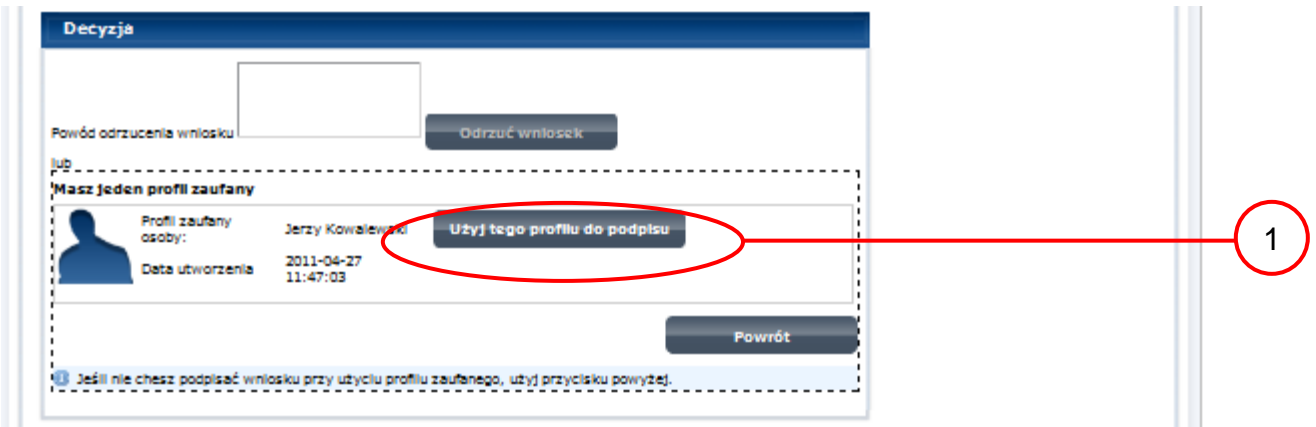 Decyzja
Powód odrzucenia wniosku
Odrzuć wniosek
lub
Masz jeden profil zaufany
Profil zaufany
osoby:
Jerzy Kowalewski
Użyj tego profilu do podpisu
Data utworzenia
2011-04-27
11:47:03
1
Powrót
Jeśli nie chesz podpisać wniosku przy użyciu profilu zaufanego, użyj przycisku powyżej.